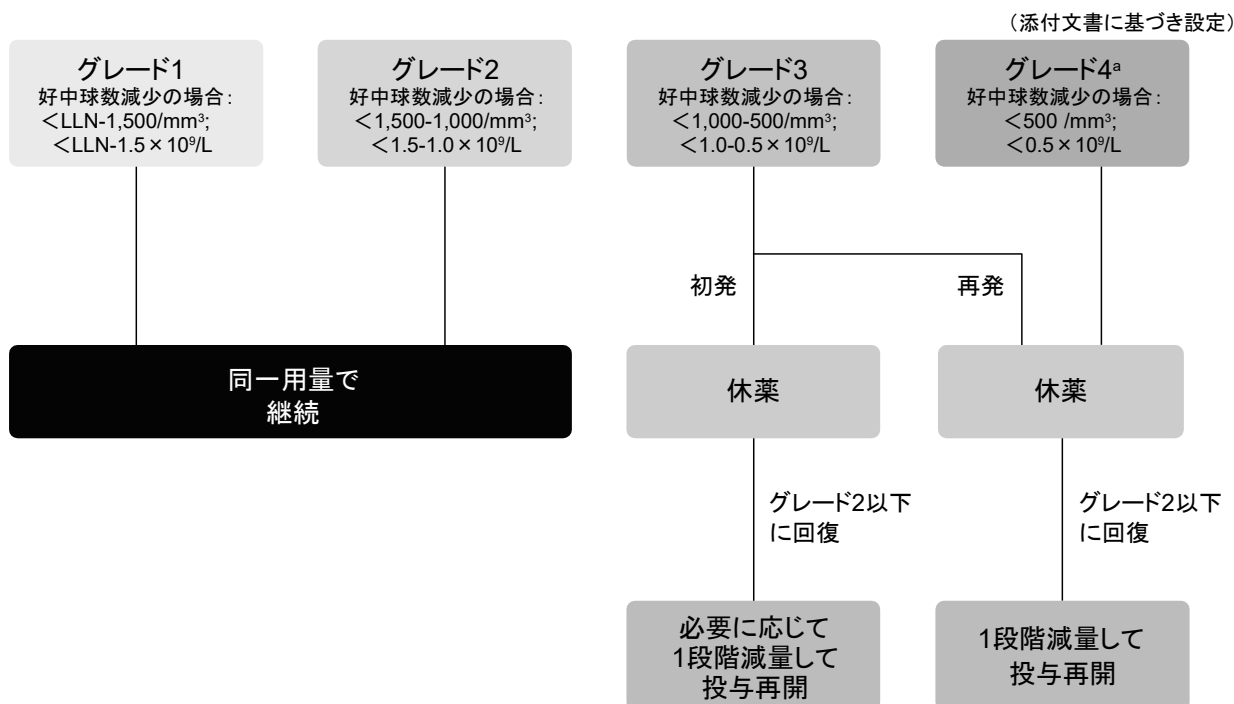 （添付文書に基づき設定）
グレード1
好中球数減少の場合：
＜LLN-1,500/mm³;
＜LLN-1.5×10⁹/L
グレード2
好中球数減少の場合：
＜1,500-1,000/mm³;
＜1.5-1.0×10⁹/L
グレード3
好中球数減少の場合：
＜1,000-500/mm³;
＜1.0-0.5×10⁹/L
グレード4ᵃ
好中球数減少の場合：
＜500 /mm³;
＜0.5×10⁹/L
初発
再発
同一用量で
継続
休薬
休薬
グレード2以下
に回復
グレード2以下
に回復
必要に応じて
1段階減量して
投与再開
1段階減量して
投与再開